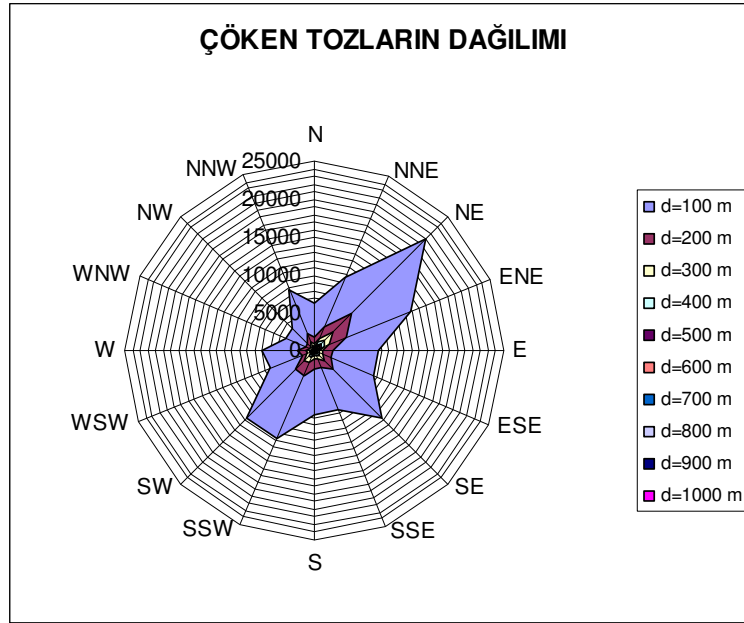 ÇÖKEN TOZLARIN DAĞILIMI
N
NNE
NE
ENE
E
ESE
SE
SSE
S
SSW
SW
WSW
W
WNW
NW
NNW
25000
20000
15000
10000
5000
0
d=100 m
d=200 m
d=300 m
d=400 m
d=500 m
d=600 m
d=700 m
d=800 m
d=900 m
d=1000 m